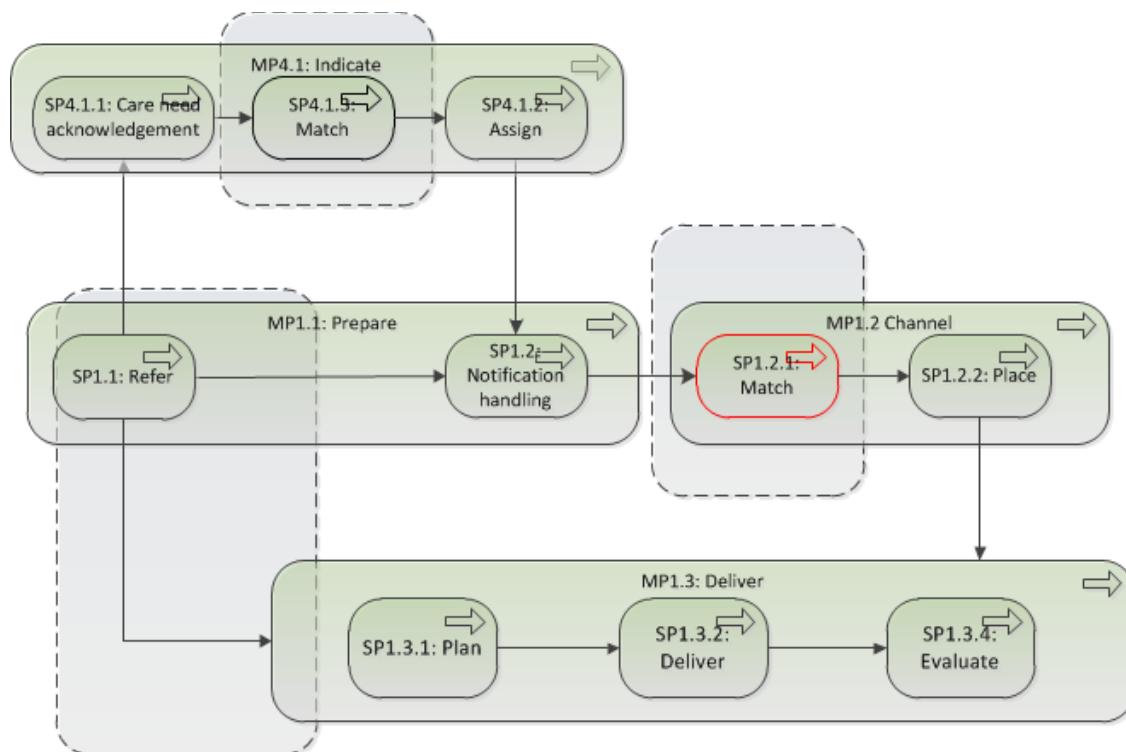 MP4.1: Indicate
SP4.1.1: Care need
acknowledgement
SP4.1.3:
Match
SP4.1.2:
Assign
MP1.1: Prepare
SP1.1: Refer
SP1.2:
Notification
handling
MP1.2 Channel
SP1.2.1:
Match
SP1.2.2: Place
MP1.3: Deliver
SP1.3.1: Plan
SP1.3.2:
Deliver
SP1.3.4:
Evaluate